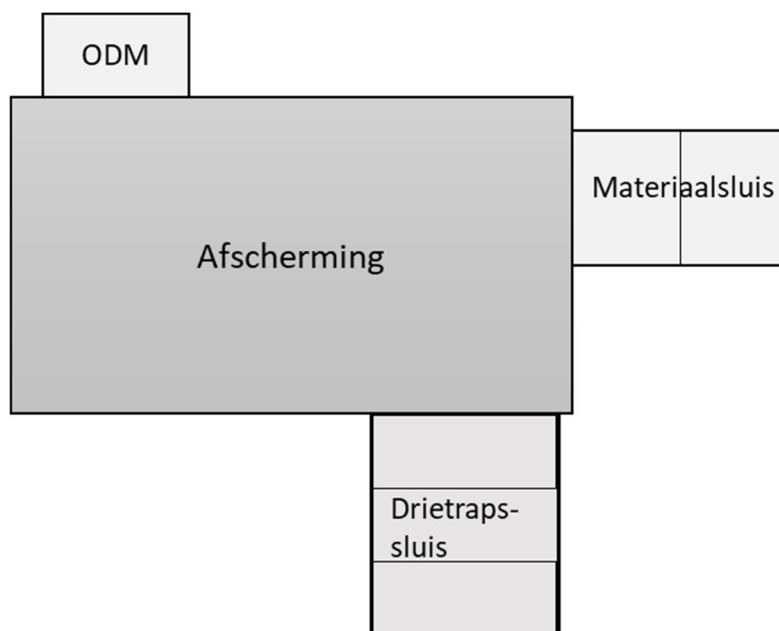 ODM
Materiaalsluis
Afscherming
Drietraps-
sluis